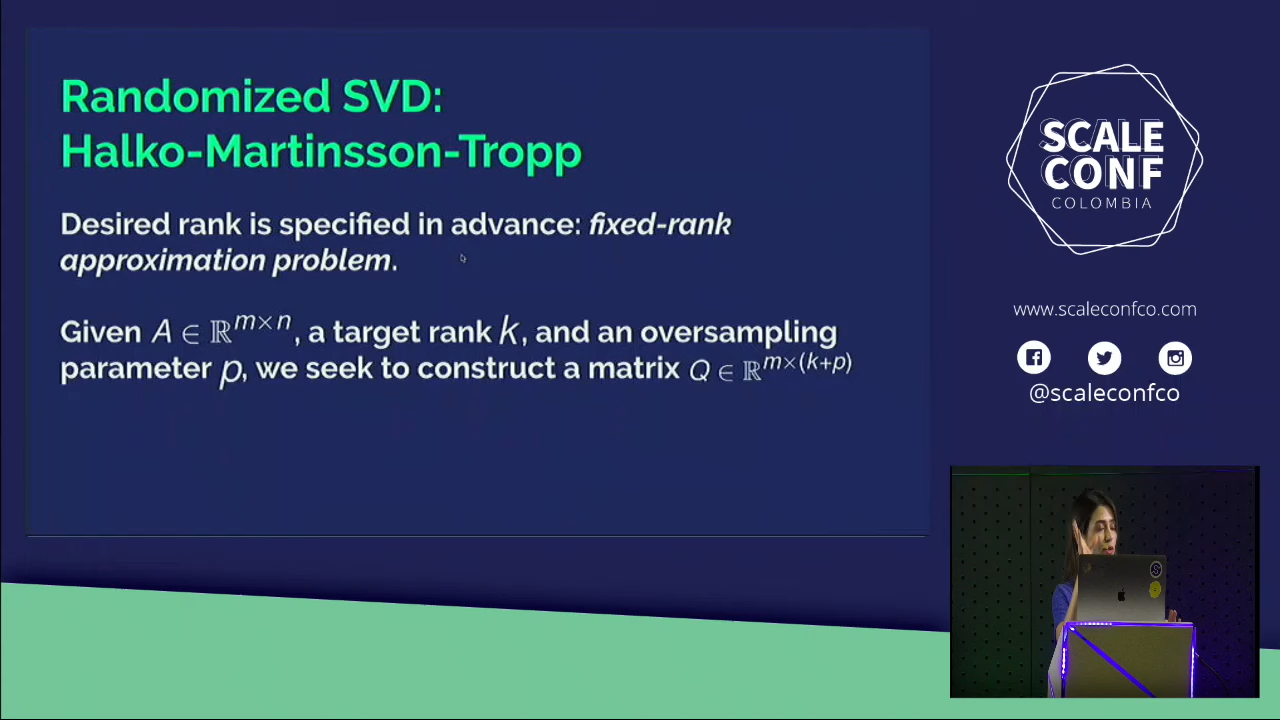 Randomized SVD:
Halko-Martinsson-Tropp
Desired rank is specified in advance: fixed-rank
approximation problem.
Given A ∈ ℝ^{m×n}, a target rank k, and an oversampling
parameter p, we seek to construct a matrix Q ∈ ℝ^{m×(k+p)}
SCALE
CONF
COLOMBIA
www.scaleconfco.com
@scaleconfco